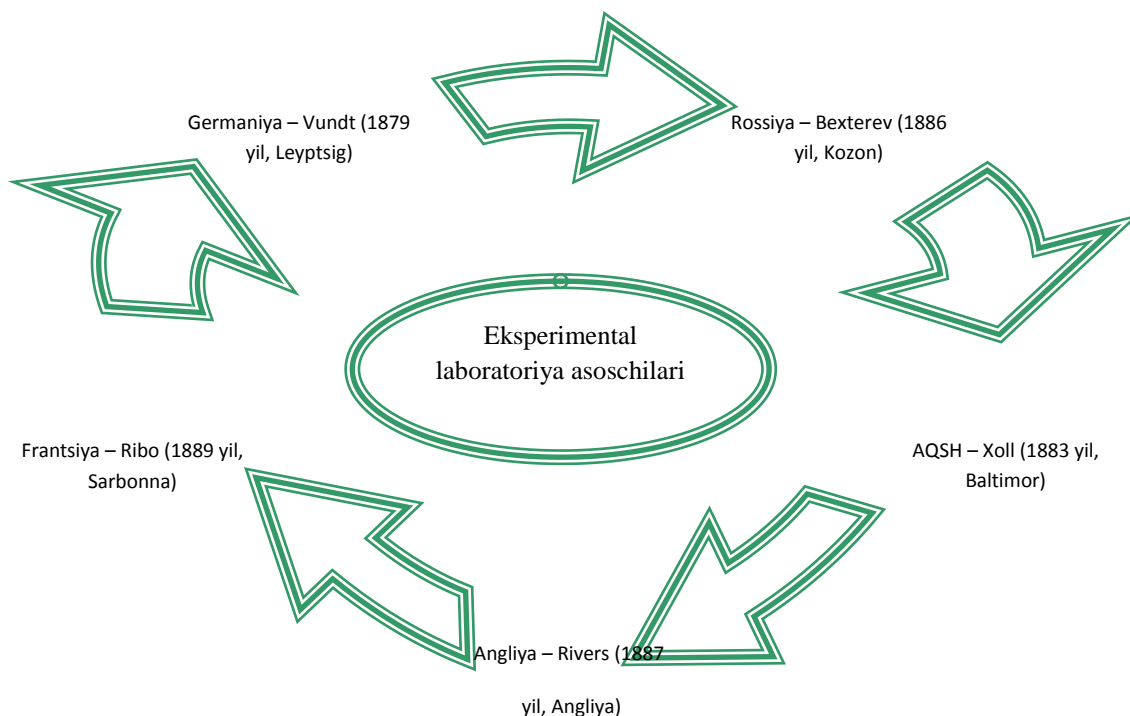 Germaniya – Vundt (1879
yil, Leyptsig)
Rossiya – Bexterev (1886
yil, Kozon)
Eksperimental
laboratoriya asoschilari
Frantsiya – Ribo (1889 yil,
Sarbonna)
AQSH – Xoll (1883 yil,
Baltimor)
Angliya – Rivers (1887
yil, Angliya)